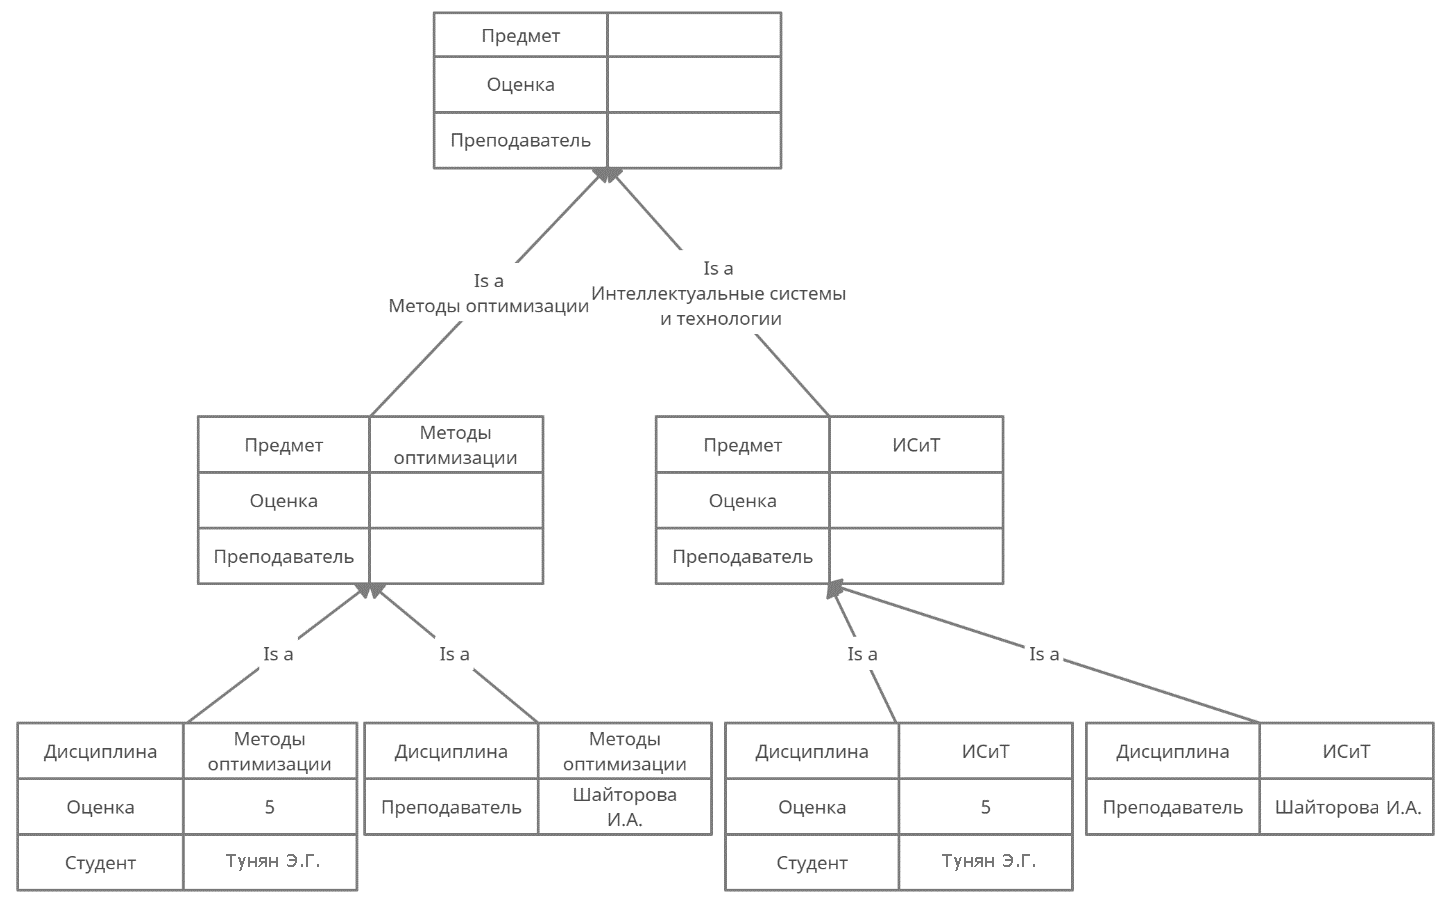 Предмет
Оценка
Преподаватель
Is a
Методы оптимизации
Is a
Интеллектуальные системы
и технологии
Предмет
Методы
оптимизации
Оценка
Преподаватель
Предмет
ИСиТ
Оценка
Преподаватель
Is a
Is a
Is a
Is a
Дисциплина
Методы
оптимизации
Оценка
5
Студент
Тунян Э.Г.
Дисциплина
Методы
оптимизации
Преподаватель
Шайторова
И.А.
Дисциплина
ИСиТ
Оценка
5
Студент
Тунян Э.Г.
Дисциплина
ИСиТ
Преподаватель
Шайторова И.А.